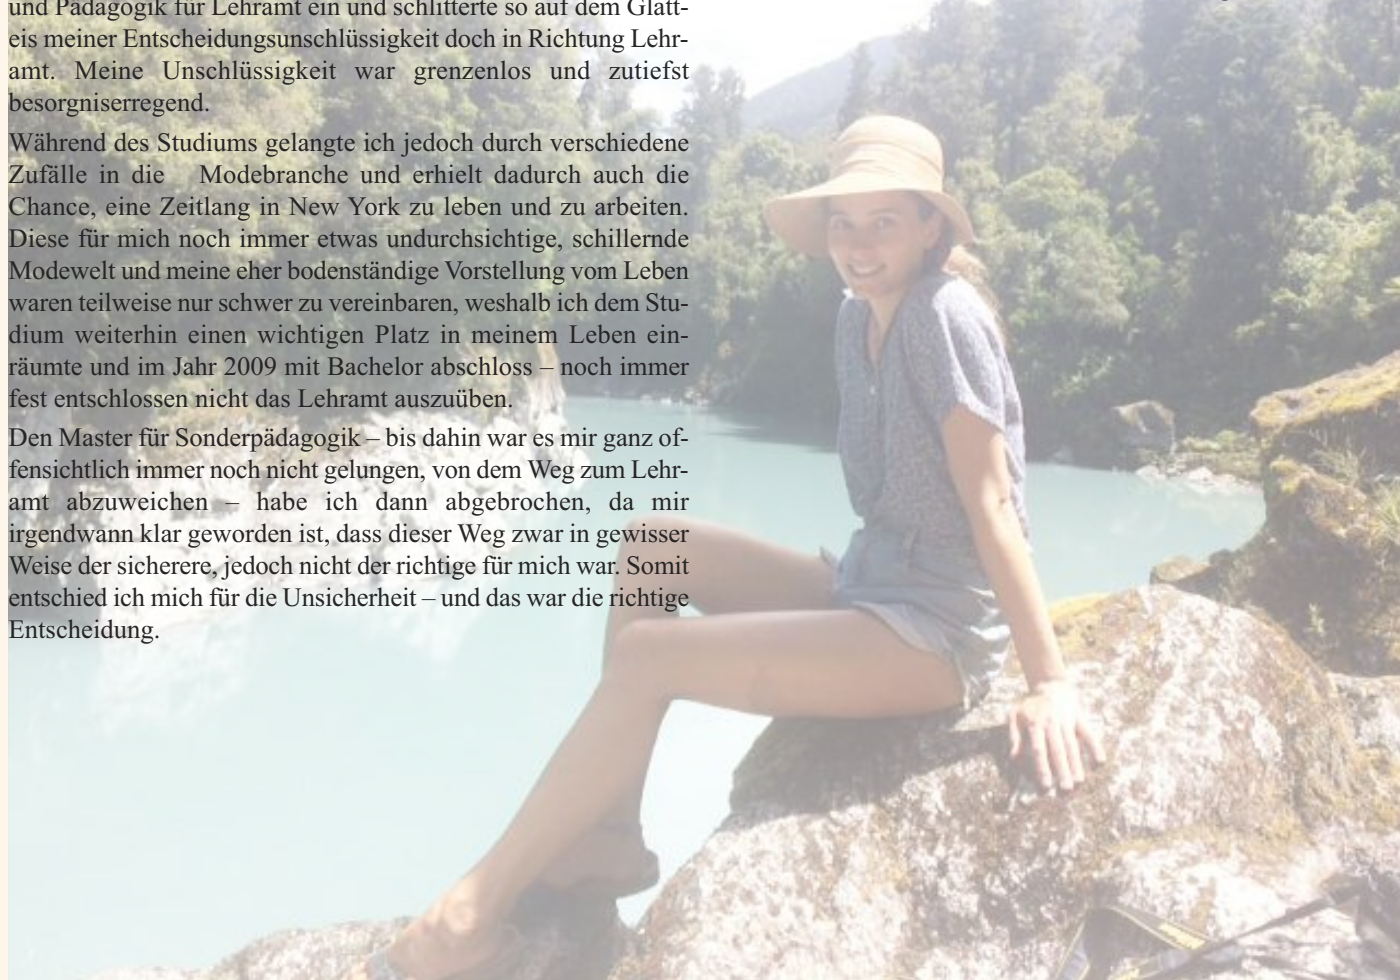 und Pädagogik für Lehramt ein und schlitterte so auf dem Glatt-
eis meiner Entscheidungsunschlüssigkeit doch in Richtung Lehr-
amt. Meine Unschlüssigkeit war grenzenlos und zutiefst
besorgniserregend.
Während des Studiums gelangte ich jedoch durch verschiedene
Zufälle in die Modebranche und erhielt dadurch auch die
Chance, eine Zeitlang in New York zu leben und zu arbeiten.
Diese für mich noch immer etwas undurchsichtige, schillernde
Modewelt und meine eher bodenständige Vorstellung vom Leben
waren teilweise nur schwer zu vereinbaren, weshalb ich dem Stu-
dium weiterhin einen wichtigen Platz in meinem Leben ein-
räumte und im Jahr 2009 mit Bachelor abschloss – noch immer
fest entschlossen nicht das Lehramt auszuüben.
Den Master für Sonderpädagogik – bis dahin war es mir ganz of-
fensichtlich immer noch nicht gelungen, von dem Weg zum Lehr-
amt abzuweichen – habe ich dann abgebrochen, da mir
irgendwann klar geworden ist, dass dieser Weg zwar in gewisser
Weise der sicherere, jedoch nicht der richtige für mich war. Somit
entschied ich mich für die Unsicherheit – und das war die richtige
Entscheidung.